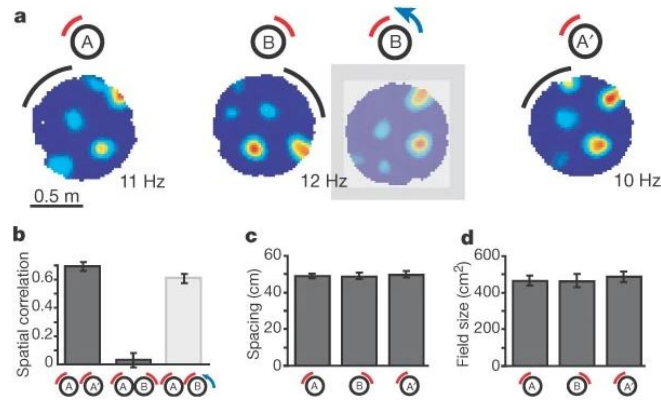 a
A
B
B
A′
11 Hz
12 Hz
10 Hz
0.5 m
b
Spatial correlation
0.6
0.4
0.2
0
A A′ A B A B
c
Spacing (cm)
60
40
20
0
A B A′
d
Field size (cm²)
600
400
200
0
A B A′